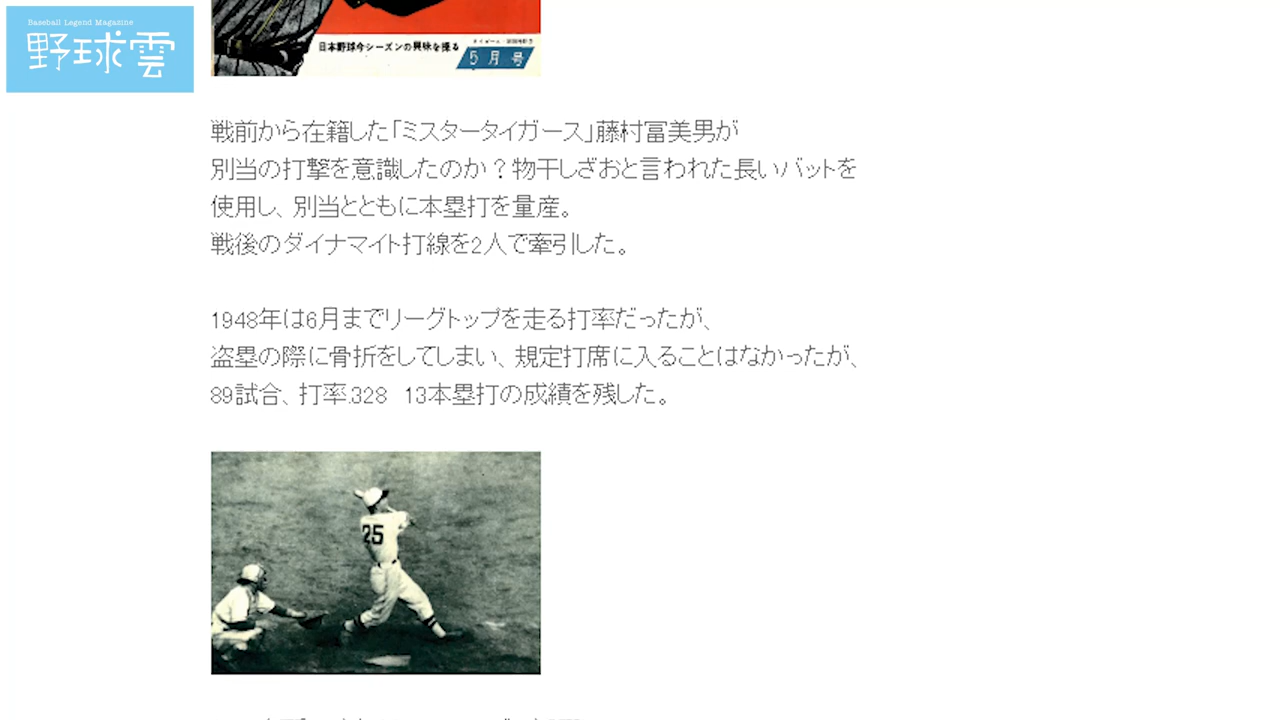 Baseball Legend Magazine
野球雲
日本野球今シーズンの興味を探る
5月号
戦前から在籍した「ミスタータイガース」藤村冨美男が
別当の打撃を意識したのか？物干しざおと言われた長いバットを
使用し、別当とともに本塁打を量産。
戦後のダイナマイト打線を2人で牽引した。
1948年は6月までリーグトップを走る打率だったが、
盗塁の際に骨折をしてしまい、規定打席に入ることはなかったが、
89試合、打率.328　13本塁打の成績を残した。
25